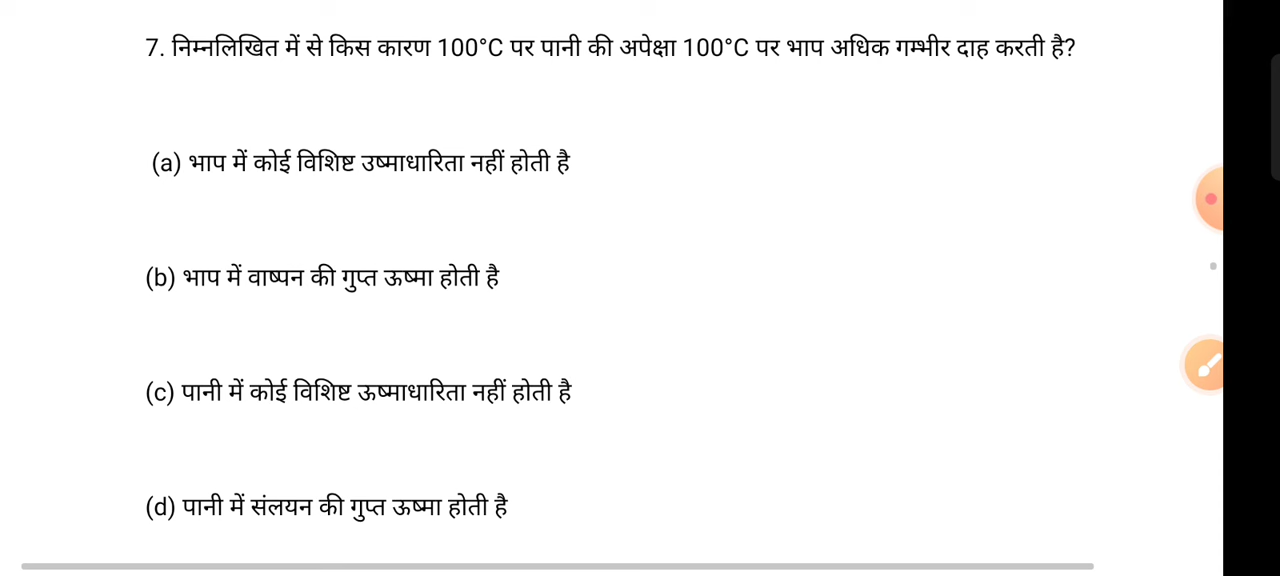 7. निम्नलिखित में से किस कारण 100°C पर पानी की अपेक्षा 100°C पर भाप अधिक गम्भीर दाह करती है?
(a) भाप में कोई विशिष्ट उष्माधारिता नहीं होती है
(b) भाप में वाष्पन की गुप्त ऊष्मा होती है
(c) पानी में कोई विशिष्ट ऊष्माधारिता नहीं होती है
(d) पानी में संलयन की गुप्त ऊष्मा होती है